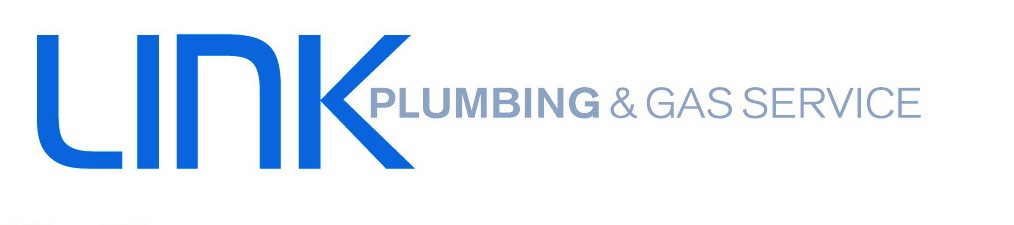 LINK PLUMBING & GAS SERVICE